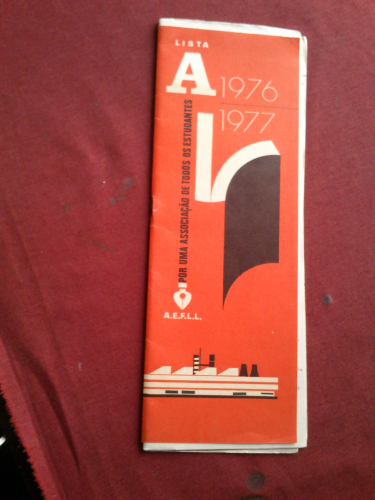 LISTA
A
1976
1977
POR UMA ASSOCIAÇÃO DE TODOS OS ESTUDANTES
A.E.F.L.L.